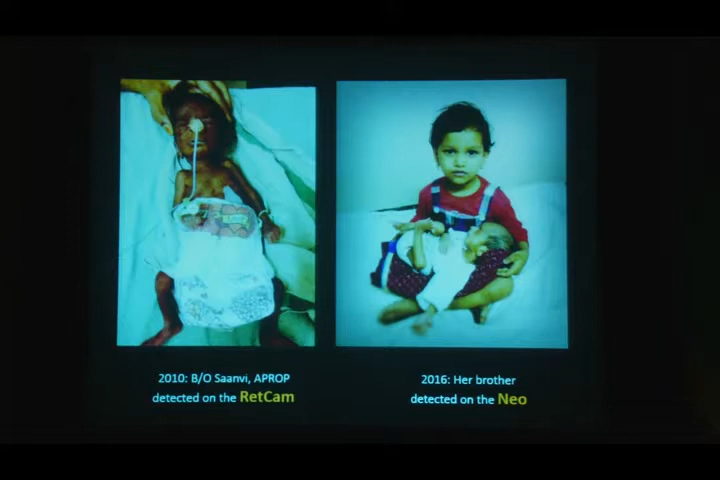 2010: B/O Saanvi, APROP
detected on the RetCam
2016: Her brother
detected on the Neo